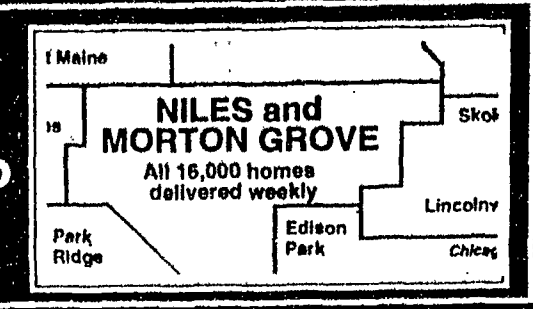 t Maine
NILES and
MORTON GROVE
All 16,000 homes
delivered weekly
Skok
Lincolnw
Edison
Park
Park
Ridge
Chicag